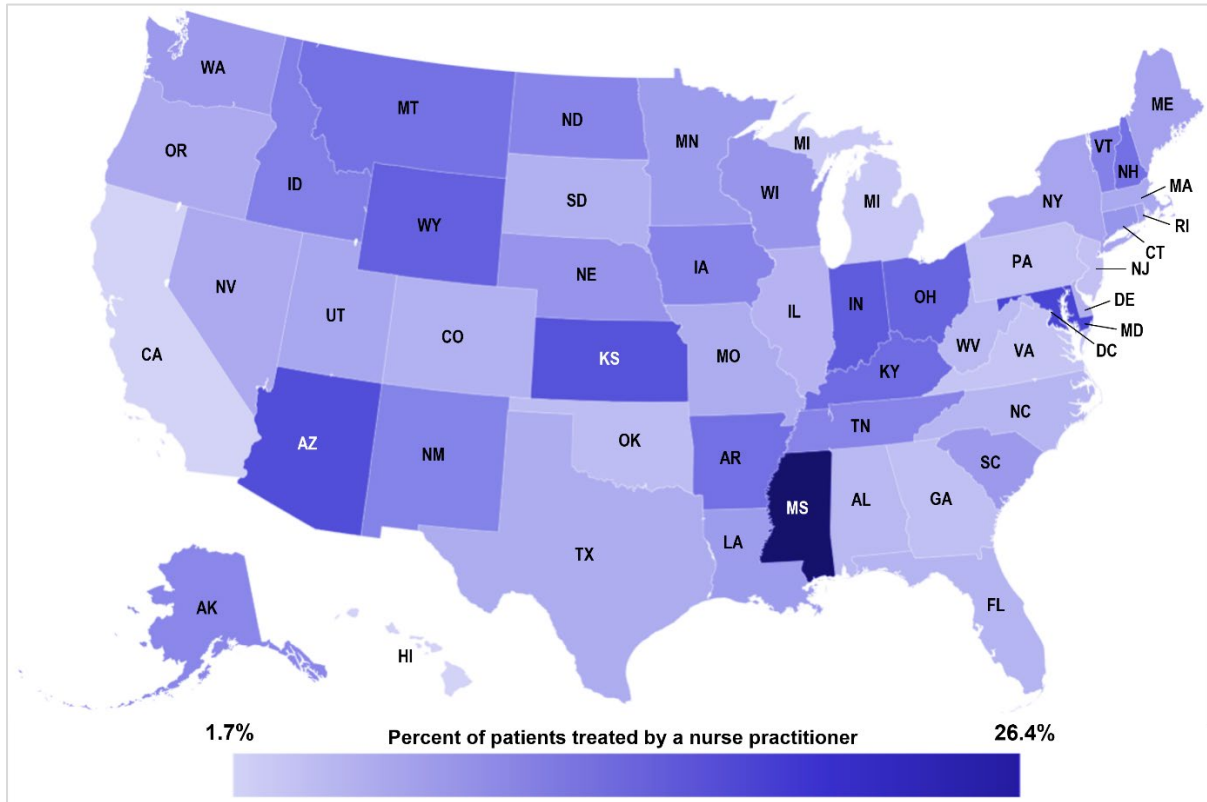 WA
MT
ND
MN
MI
ME
VT
NH
OR
ID
SD
WI
MI
NY
MA
RI
CT
WY
NE
IA
PA
NJ
NV
UT
CO
IL
IN
OH
DE
MD
DC
CA
KS
MO
WV
VA
KY
NC
AZ
NM
OK
AR
TN
SC
MS
AL
GA
TX
LA
FL
AK
HI
1.7%
Percent of patients treated by a nurse practitioner
26.4%